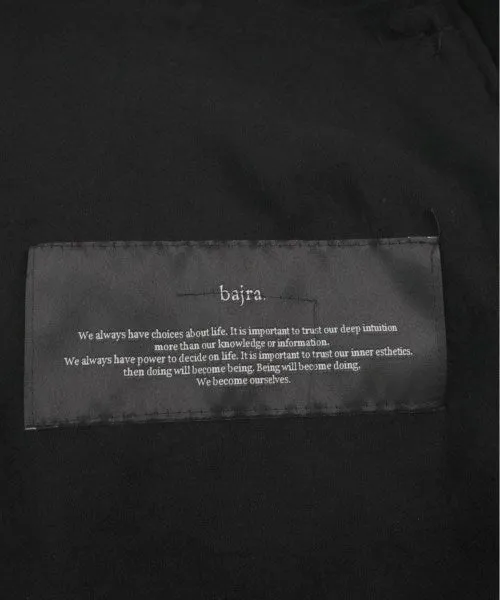 bajra.
We always have choices about life. It is important to trust our deep intuition
more than our knowledge or information.
We always have power to decide on life. It is important to trust our inner esthetics.
then doing will become being. Being will become doing.
We become ourselves.